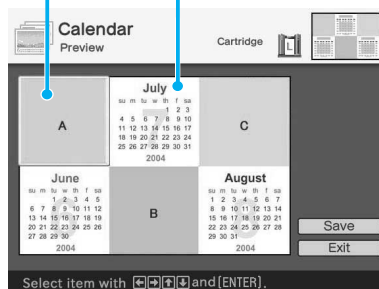 Calendar
Preview
Cartridge L
A
July
su m tu w th f sa
1 2 3
4 5 6 7 8 9 10
11 12 13 14 15 16 17
18 19 20 21 22 23 24
25 26 27 28 29 30 31
2004
C
June
su m tu w th f sa
1 2 3 4 5
6 7 8 9 10 11 12
13 14 15 16 17 18 19
20 21 22 23 24 25 26
27 28 29 30
2004
B
August
su m tu w th f sa
1 2 3 4 5 6 7
8 9 10 11 12 13 14
15 16 17 18 19 20 21
22 23 24 25 26 27 28
29 30 31
2004
Save
Exit
Select item with ←→↑↓ and [ENTER].